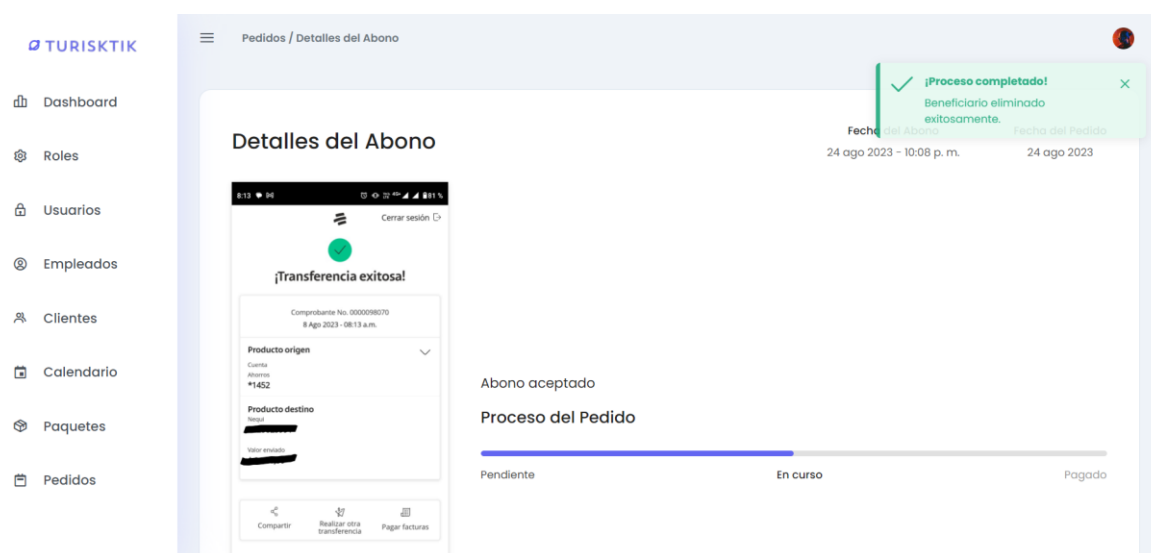 TURISKTIK
Dashboard
Roles
Usuarios
Empleados
Clientes
Calendario
Paquetes
Pedidos
Pedidos / Detalles del Abono
¡Proceso completado!
Beneficiario eliminado
exitosamente.
Detalles del Abono
Fecha del Abono
24 ago 2023 - 10:08 p. m.
Fecha del Pedido
24 ago 2023
8:13
81 %
Cerrar sesión
¡Transferencia exitosa!
Comprobante No. 0000098070
8 Ago 2023 - 08:13 a.m.
Producto origen
Cuenta
Ahorros
*1452
Producto destino
Nequi
Valor enviado
Compartir
Realizar otra
transferencia
Pagar facturas
Abono aceptado
Proceso del Pedido
Pendiente
En curso
Pagado